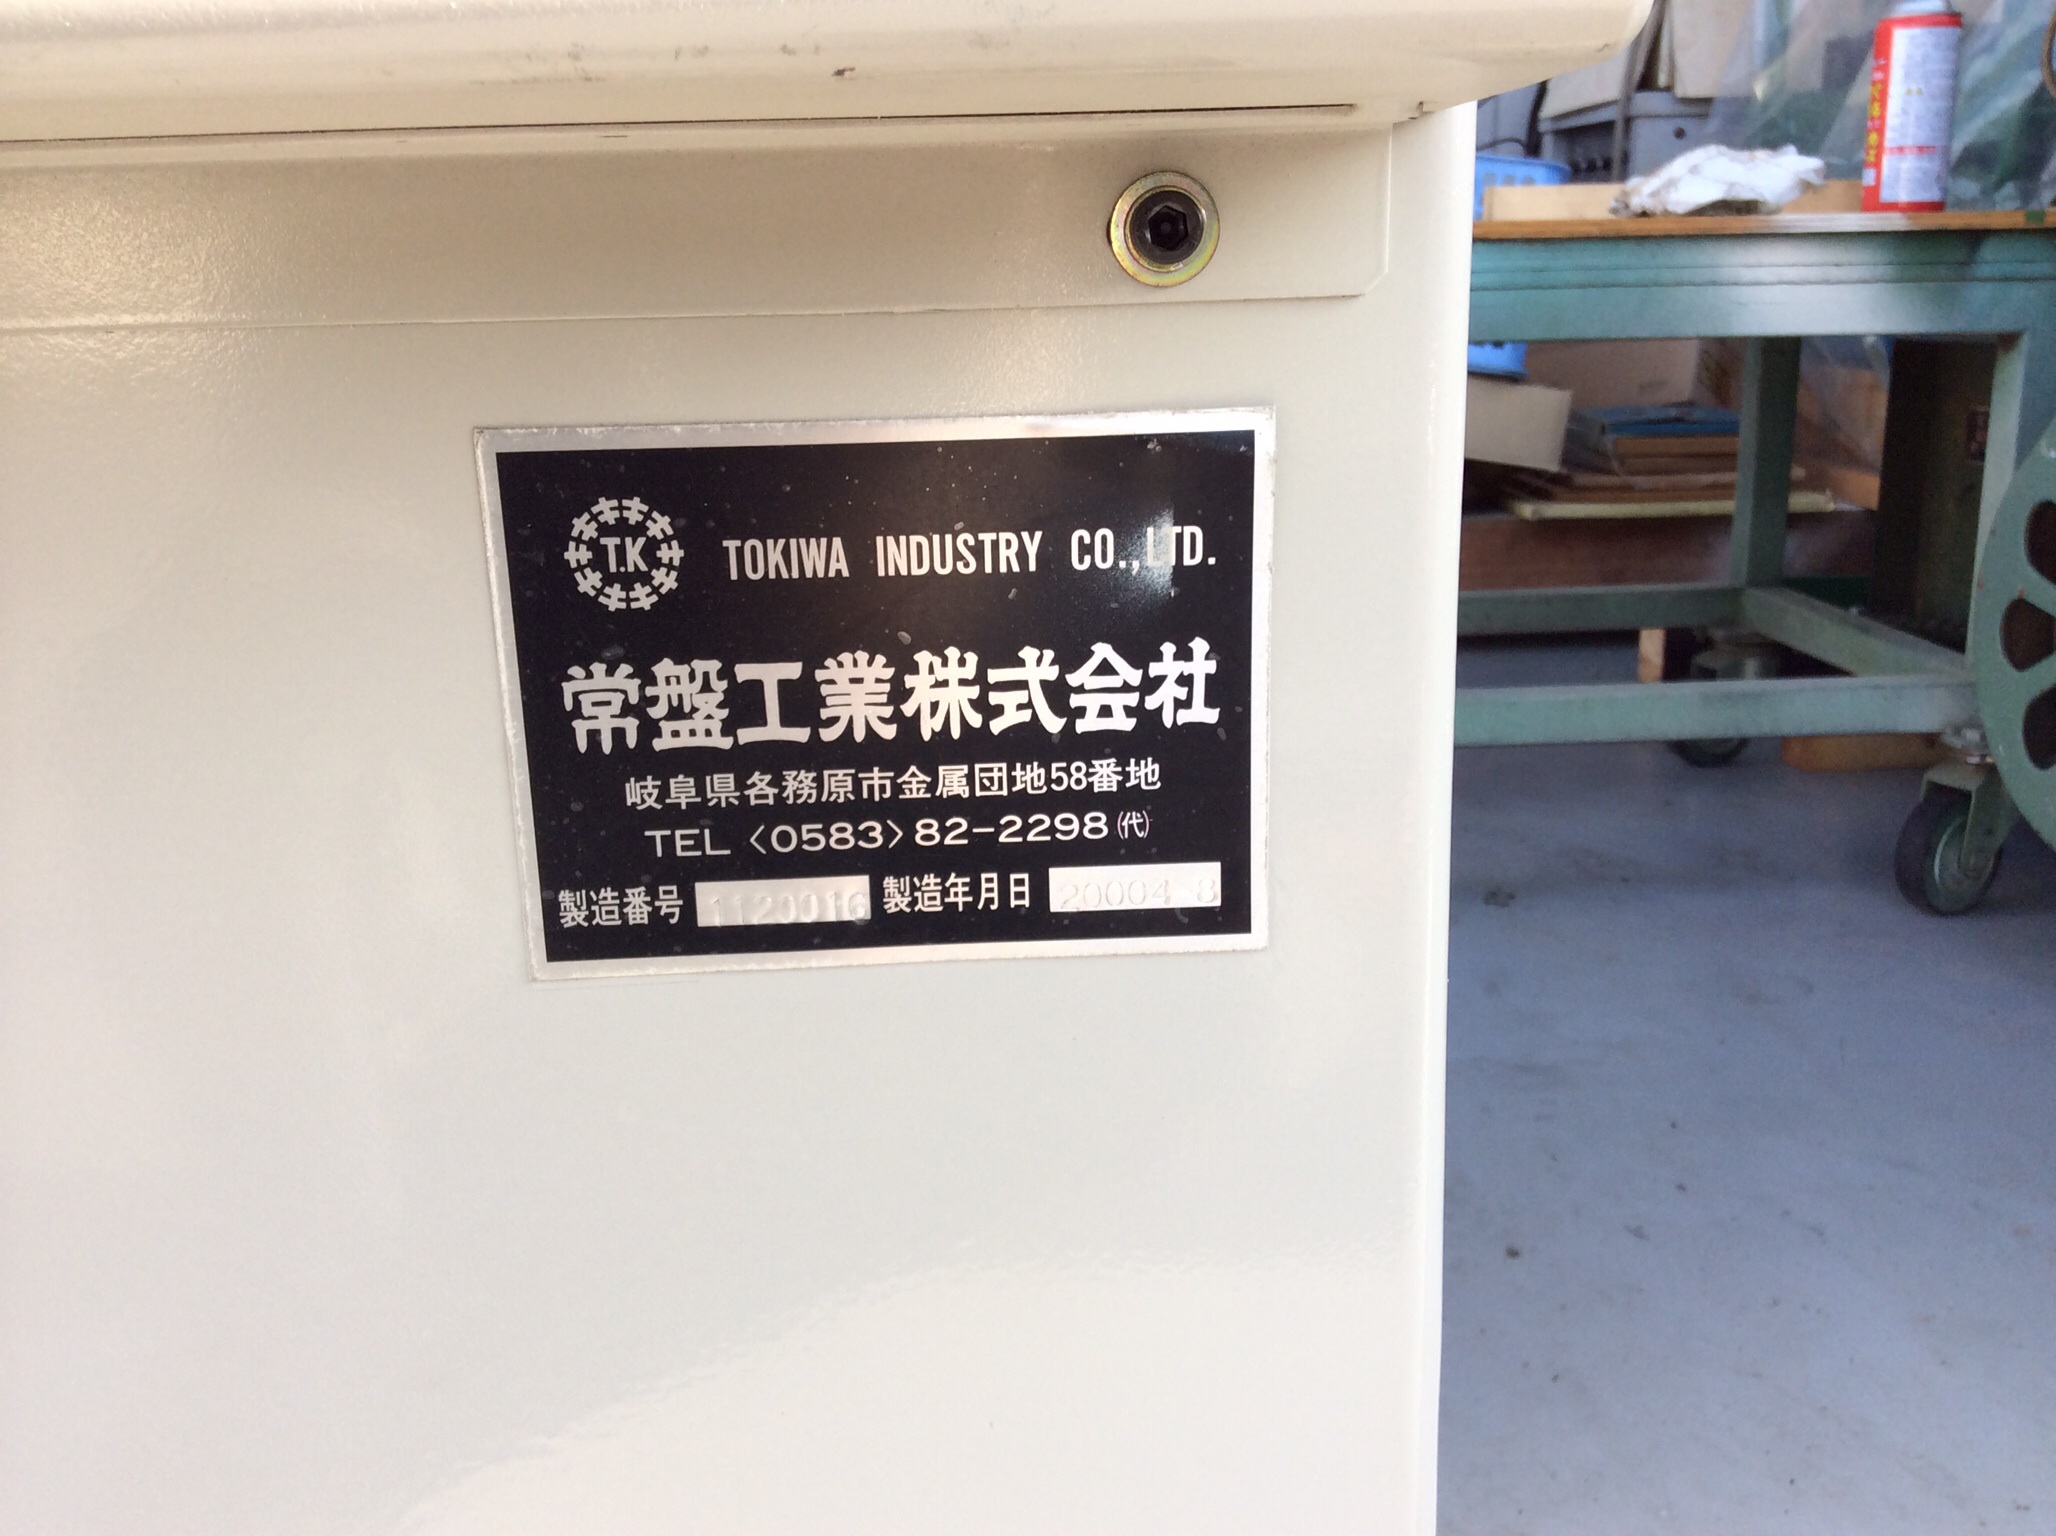 T.K
TOKIWA INDUSTRY CO.,LTD.
常盤工業株式会社
岐阜県各務原市金属団地58番地
TEL〈0583〉82-2298(代)
製造番号 1120016 製造年月日 20004-8